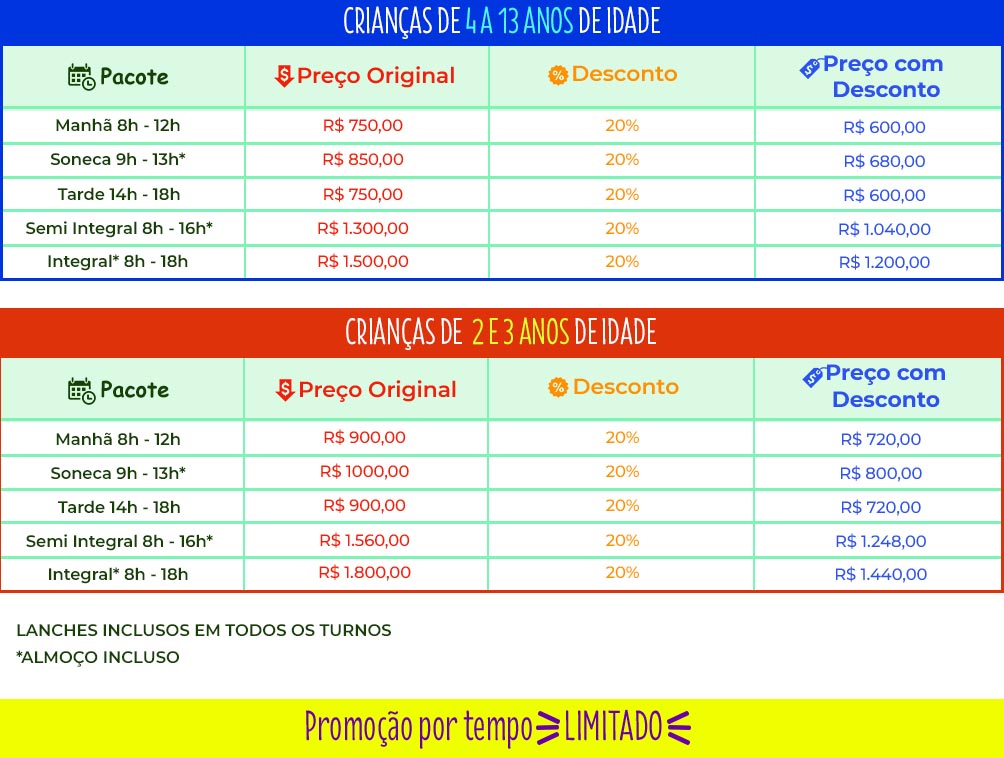 CRIANÇAS DE 4 A 13 ANOS DE IDADE
Pacote Preço Original Desconto Preço com Desconto
Manhã 8h - 12h R$ 750,00 20% R$ 600,00
Soneca 9h - 13h* R$ 850,00 20% R$ 680,00
Tarde 14h - 18h R$ 750,00 20% R$ 600,00
Semi Integral 8h - 16h* R$ 1.300,00 20% R$ 1.040,00
Integral* 8h - 18h R$ 1.500,00 20% R$ 1.200,00
CRIANÇAS DE 2 E 3 ANOS DE IDADE
Pacote Preço Original Desconto Preço com Desconto
Manhã 8h - 12h R$ 900,00 20% R$ 720,00
Soneca 9h - 13h* R$ 1000,00 20% R$ 800,00
Tarde 14h - 18h R$ 900,00 20% R$ 720,00
Semi Integral 8h - 16h* R$ 1.560,00 20% R$ 1.248,00
Integral* 8h - 18h R$ 1.800,00 20% R$ 1.440,00
LANCHES INCLUSOS EM TODOS OS TURNOS
*ALMOÇO INCLUSO
Promoção por tempo LIMITADO